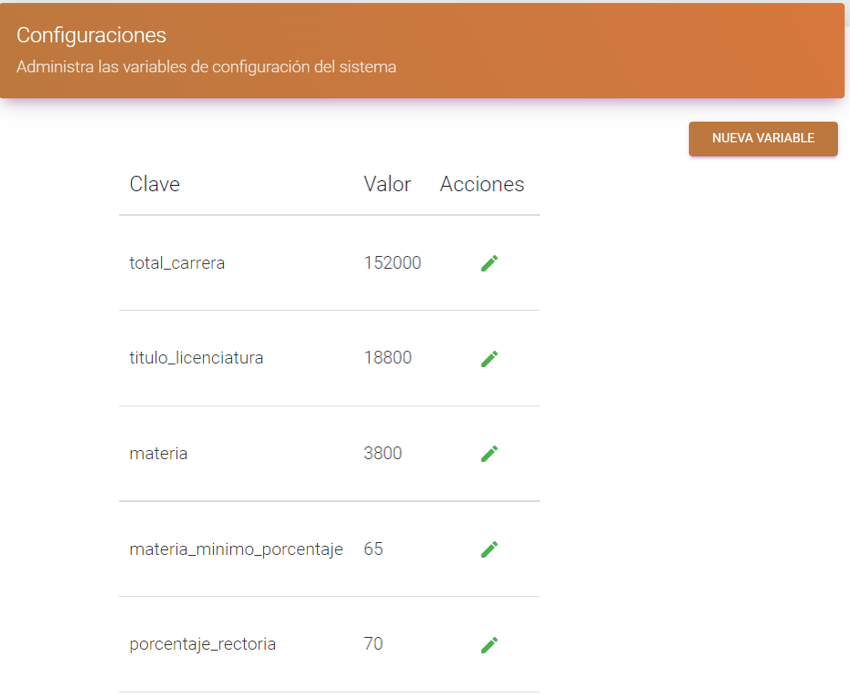 Configuraciones
Administra las variables de configuración del sistema
NUEVA VARIABLE
Clave Valor Acciones
total_carrera 152000
titulo_licenciatura 18800
materia 3800
materia_minimo_porcentaje 65
porcentaje_rectoria 70